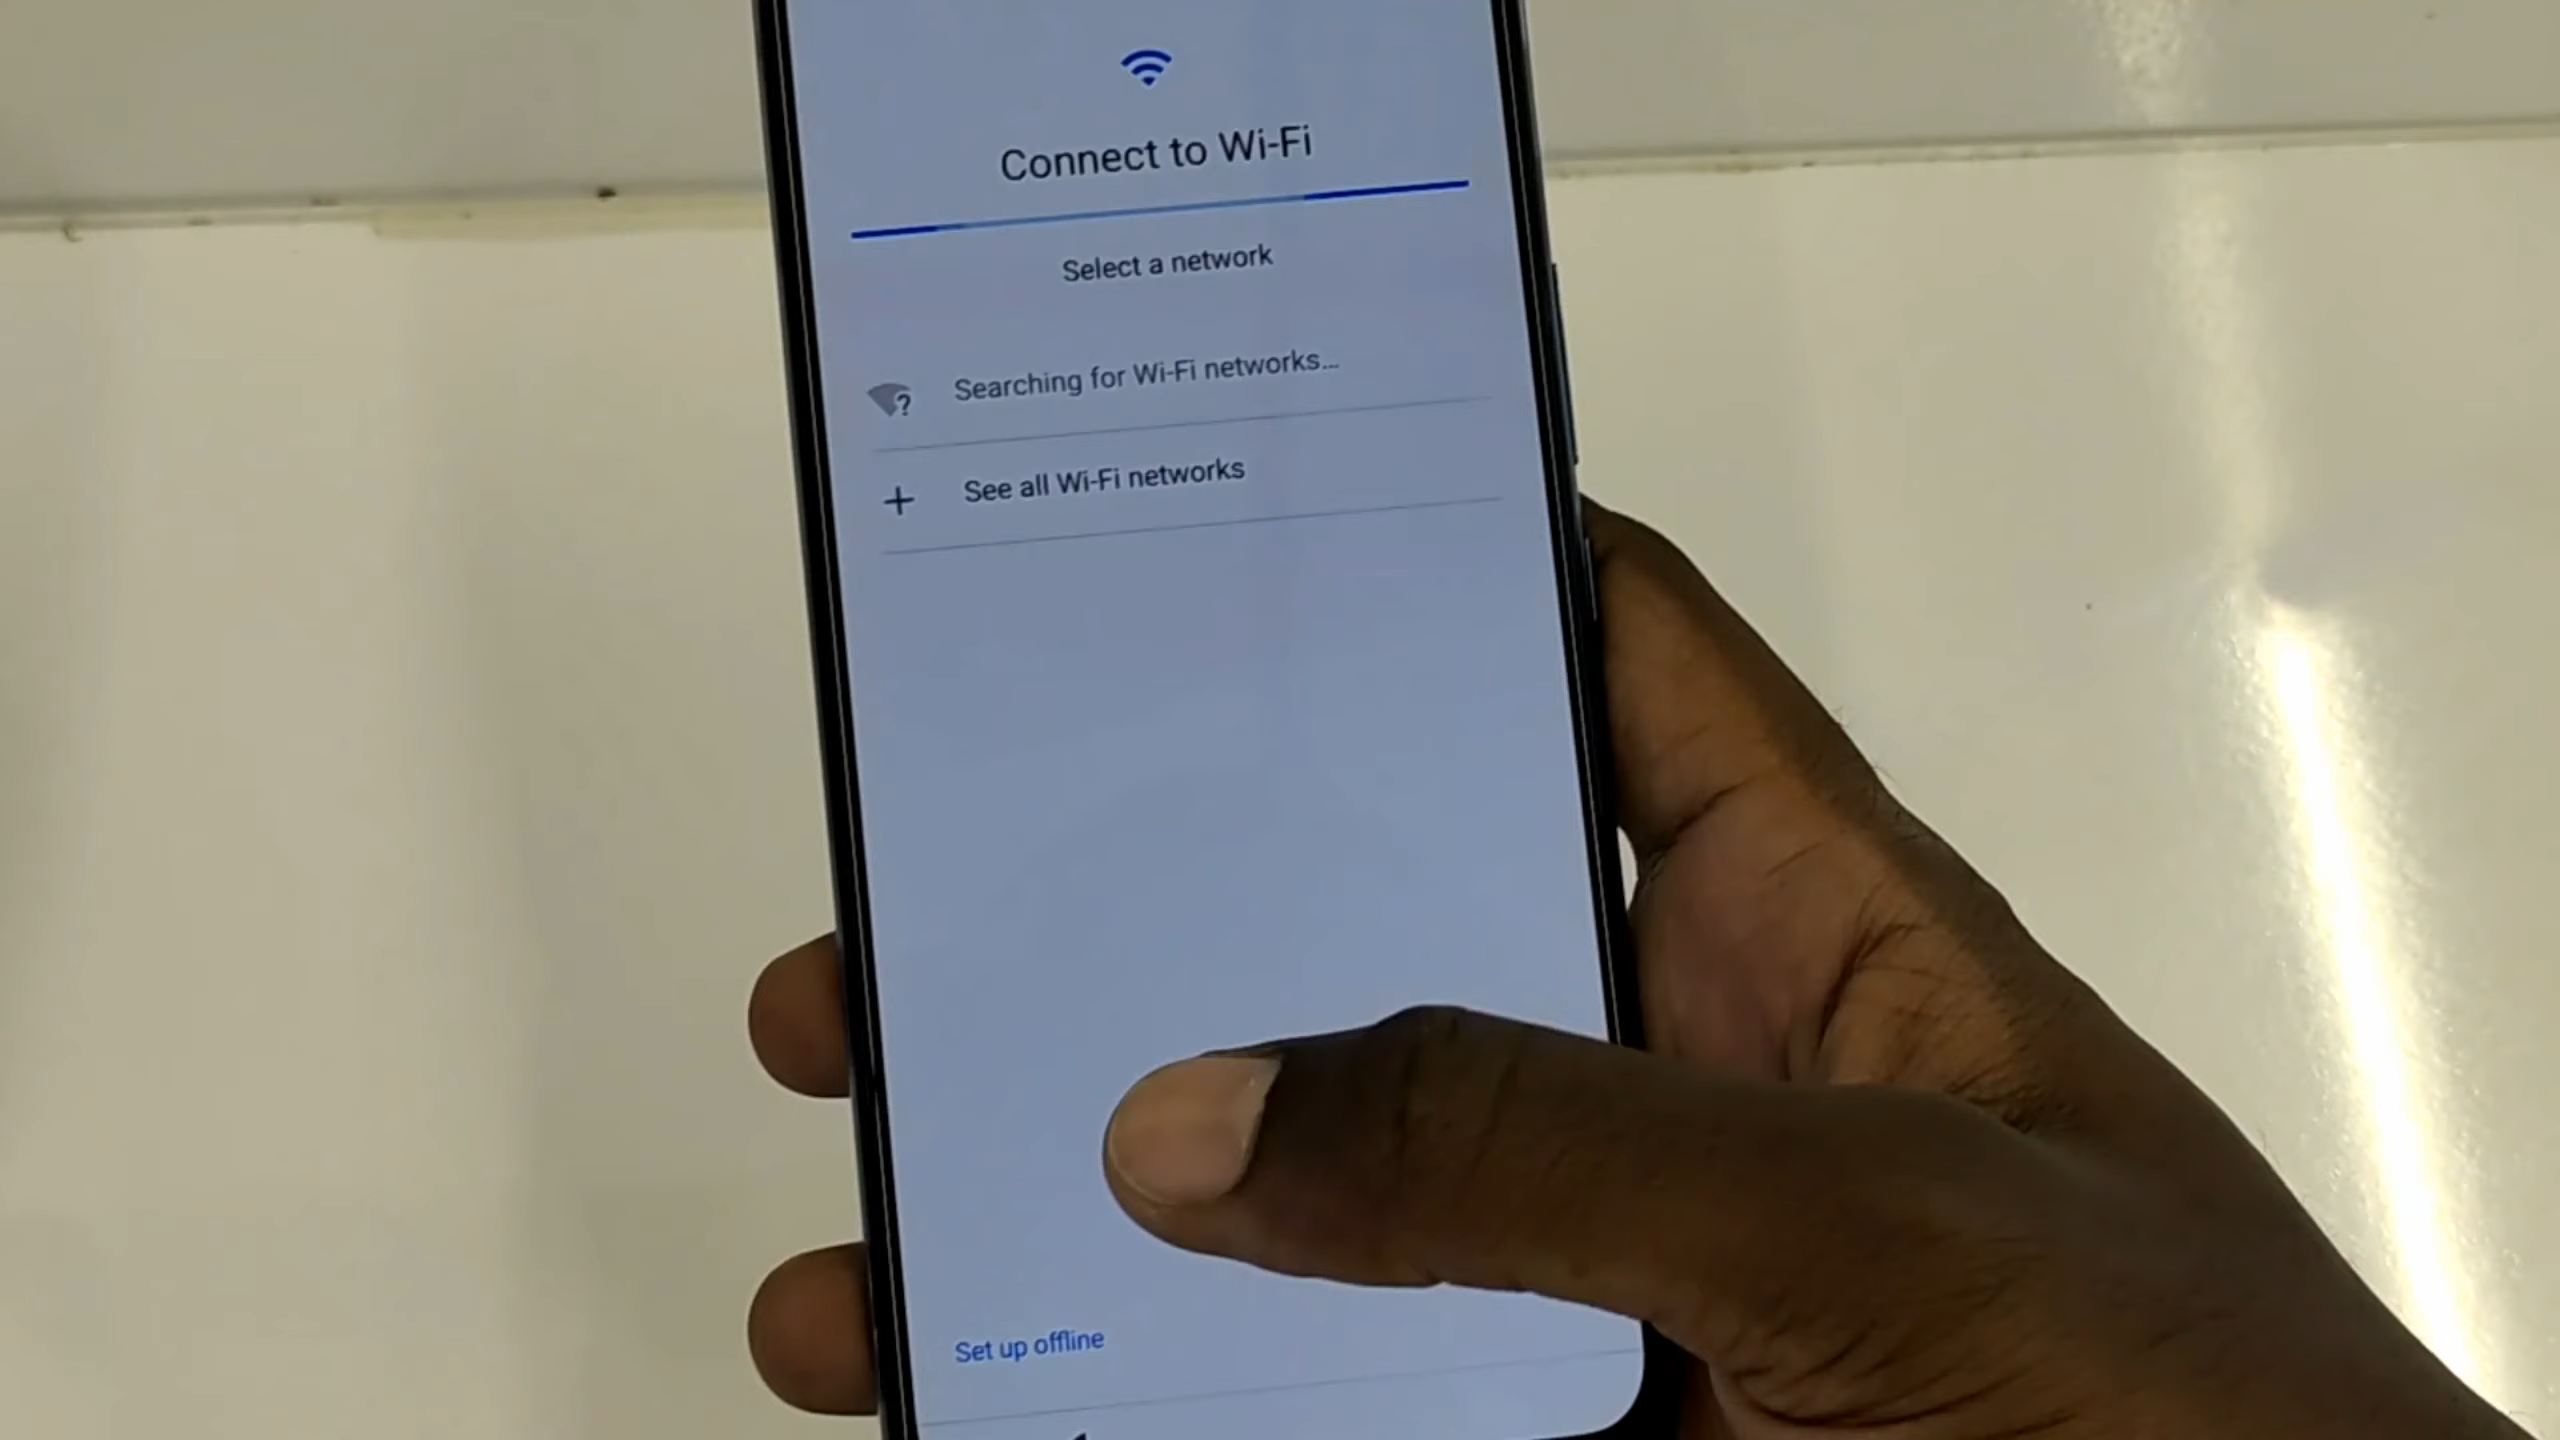 Connect to Wi-Fi
Select a network
Searching for Wi-Fi networks...
See all Wi-Fi networks
Set up offline